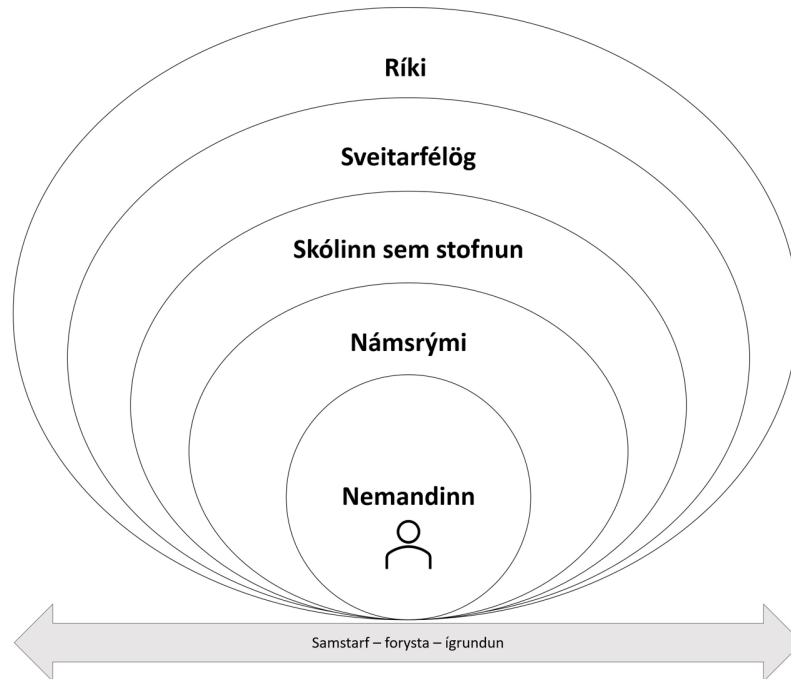 Ríki
Sveitarfélög
Skólinn sem stofnun
Námsrými
Nemandinn
Samstarf – forysta – ígrundun